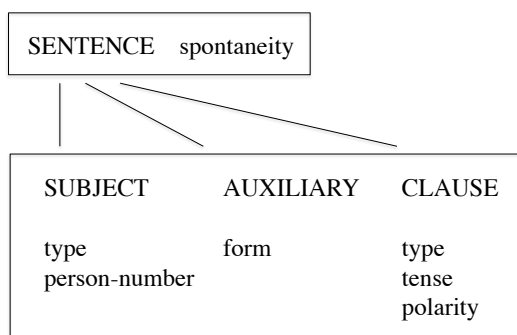 SENTENCE spontaneity
SUBJECT AUXILIARY CLAUSE
type form type
person-number tense
polarity